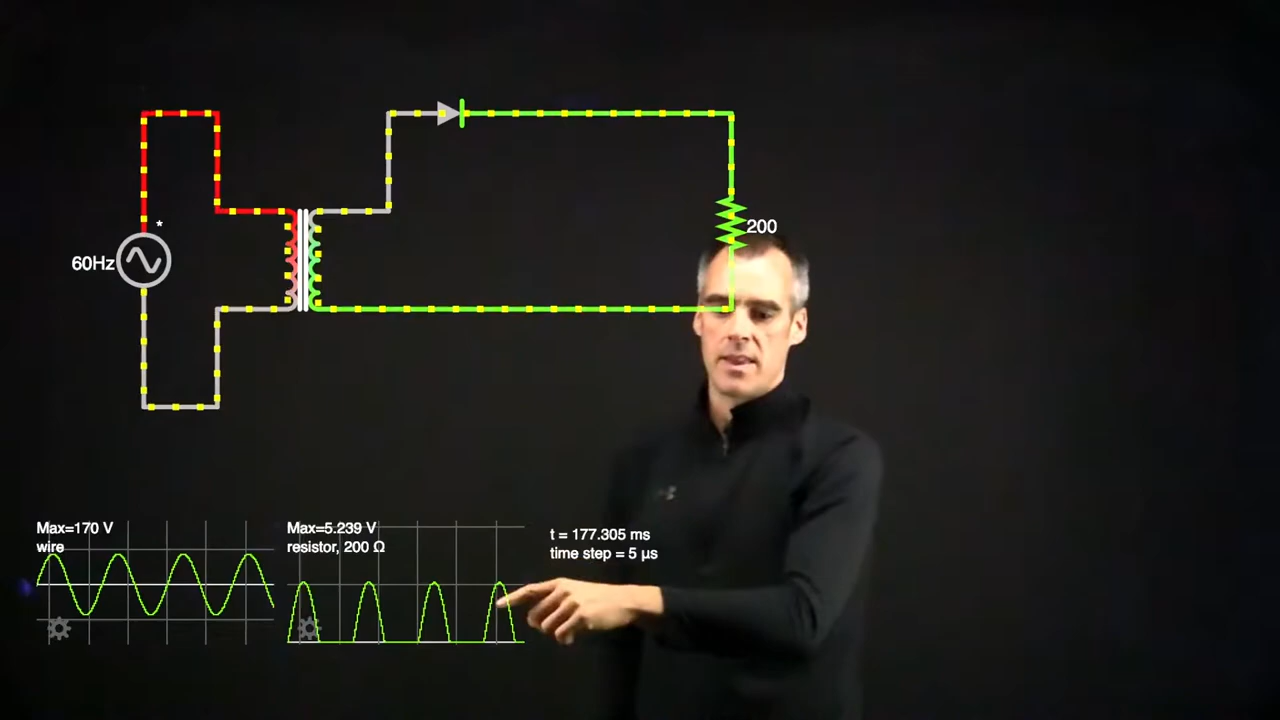 *
200
60Hz
Max=170 V
wire
Max=5.239 V
resistor, 200 Ω
t = 177.305 ms
time step = 5 µs